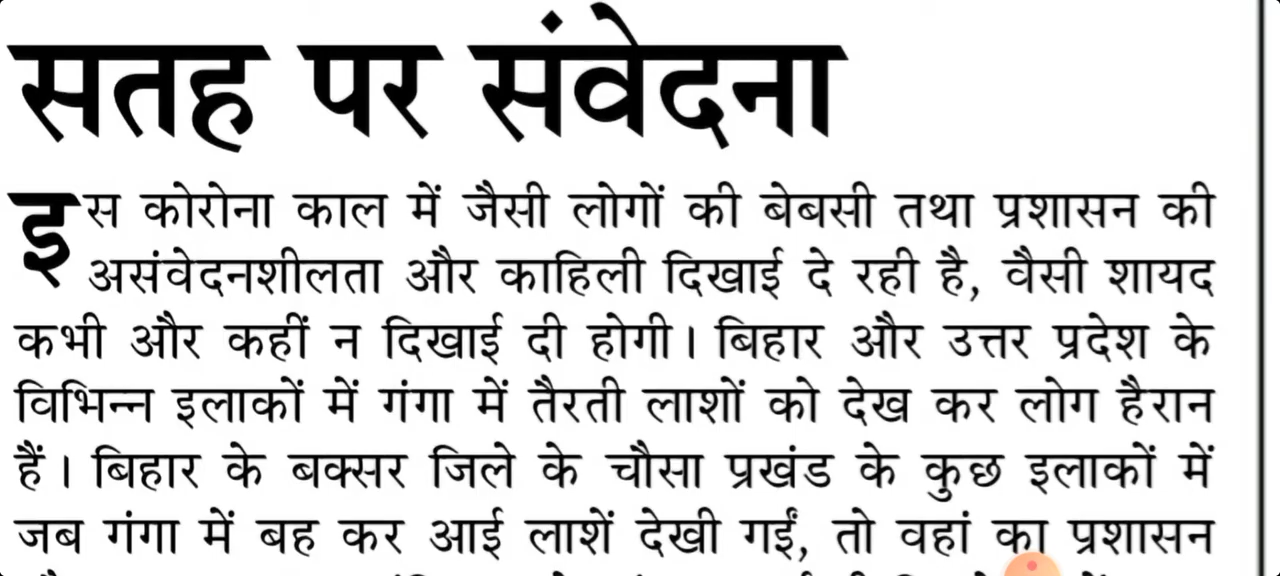 सतह पर संवेदना
इस कोरोना काल में जैसी लोगों की बेबसी तथा प्रशासन की
असंवेदनशीलता और काहिली दिखाई दे रही है, वैसी शायद
कभी और कहीं न दिखाई दी होगी। बिहार और उत्तर प्रदेश के
विभिन्न इलाकों में गंगा में तैरती लाशों को देख कर लोग हैरान
हैं। बिहार के बक्सर जिले के चौसा प्रखंड के कुछ इलाकों में
जब गंगा में बह कर आई लाशें देखी गईं, तो वहां का प्रशासन